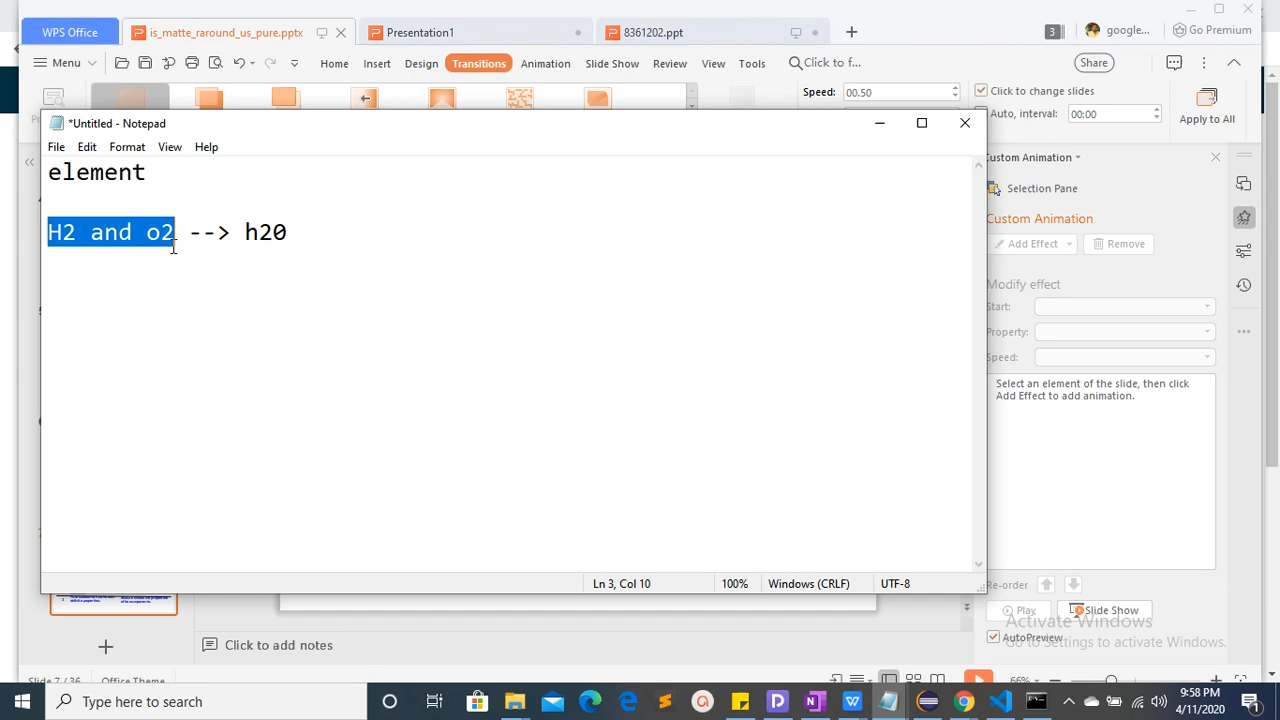 WPS Office
is_matte_raround_us_pure.pptx
Presentation1
8361202.ppt
3
google...
Go Premium
Menu
Home
Insert
Design
Transitions
Animation
Slide Show
Review
View
Tools
Click to f...
Share
Speed:
00.50
Click to change slides
Auto, interval:
00:00
Apply to All
*Untitled - Notepad
File
Edit
Format
View
Help
element
H2 and o2 --> h20
Ln 3, Col 10
100%
Windows (CRLF)
UTF-8
Custom Animation
Selection Pane
Custom Animation
Add Effect
Remove
Modify effect
Start:
Property:
Speed:
Select an element of the slide, then click
Add Effect to add animation.
Re-order
Play
Slide Show
AutoPreview
Activate Windows
Go to Settings to activate Windows.
Click to add notes
Slide 7 / 36
Office Theme
66%
Type here to search
9:58 PM
4/11/2020
1